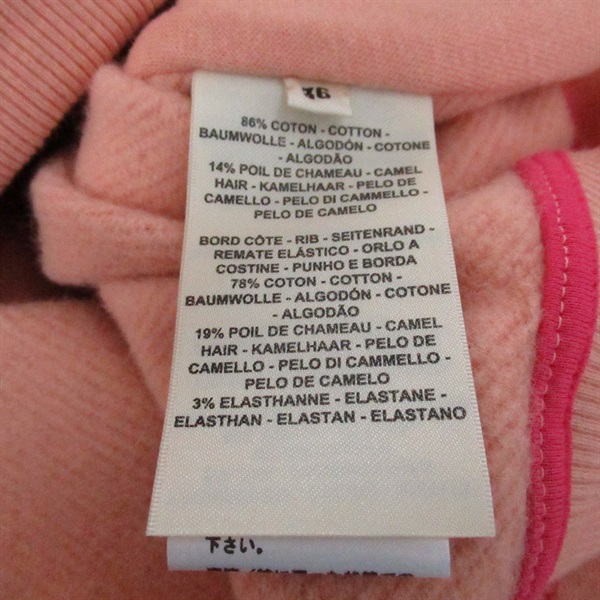 36
86% COTON - COTTON -
BAUMWOLLE - ALGODÓN - COTONE
- ALGODÃO
14% POIL DE CHAMEAU - CAMEL
HAIR - KAMELHAAR - PELO DE
CAMELLO - PELO DI CAMMELLO -
PELO DE CAMELO
BORD CÔTE - RIB - SEITENRAND -
REMATE ELÁSTICO - ORLO A
COSTINE - PUNHO E BORDA
78% COTON - COTTON -
BAUMWOLLE - ALGODÓN - COTONE
- ALGODÃO
19% POIL DE CHAMEAU - CAMEL
HAIR - KAMELHAAR - PELO DE
CAMELLO - PELO DI CAMMELLO -
PELO DE CAMELO
3% ELASTHANNE - ELASTANE -
ELASTHAN - ELASTAN - ELASTANO
下さい。